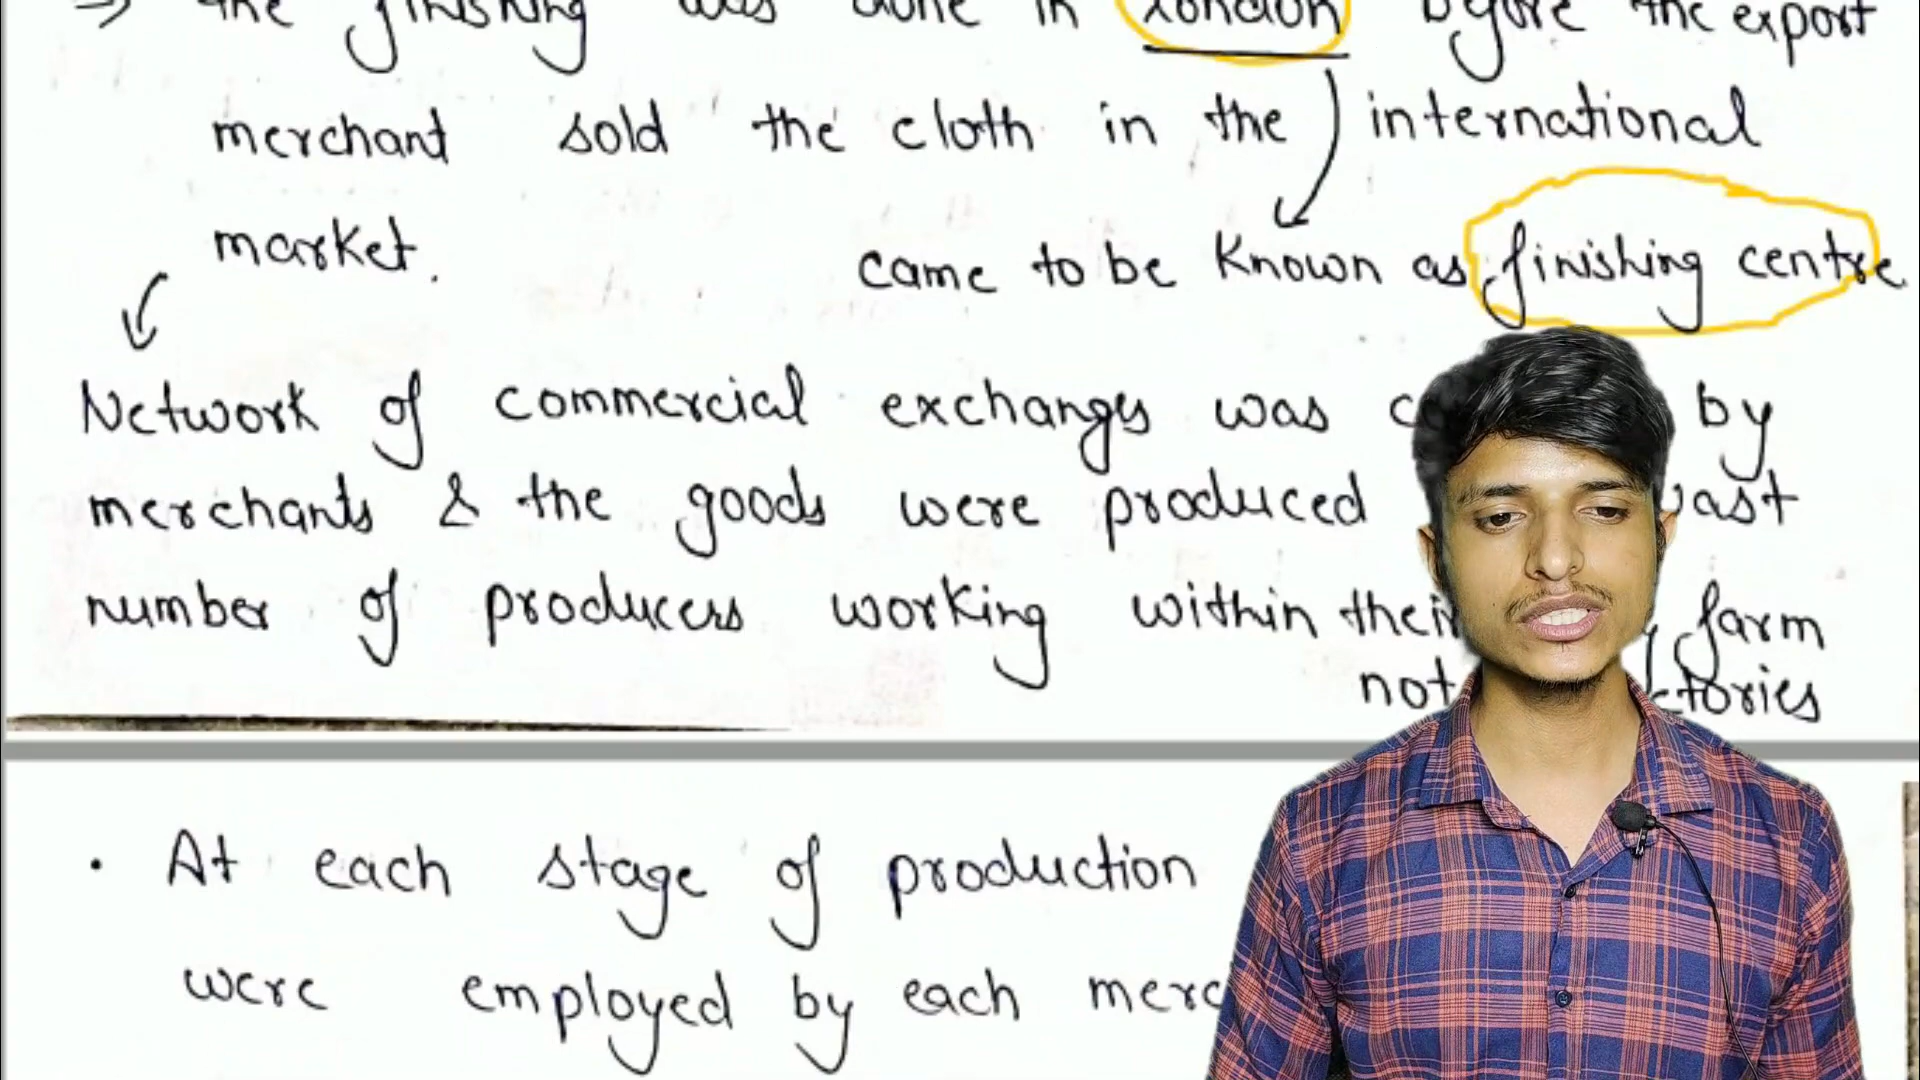 ⇒ the finishing was done in London before the export
merchant sold the cloth in the international
market.
came to be known as finishing centre
Network of commercial exchanges was by
merchants & the goods were produced vast
number of producers working within their farm
not
At each stage of production
were employed by each